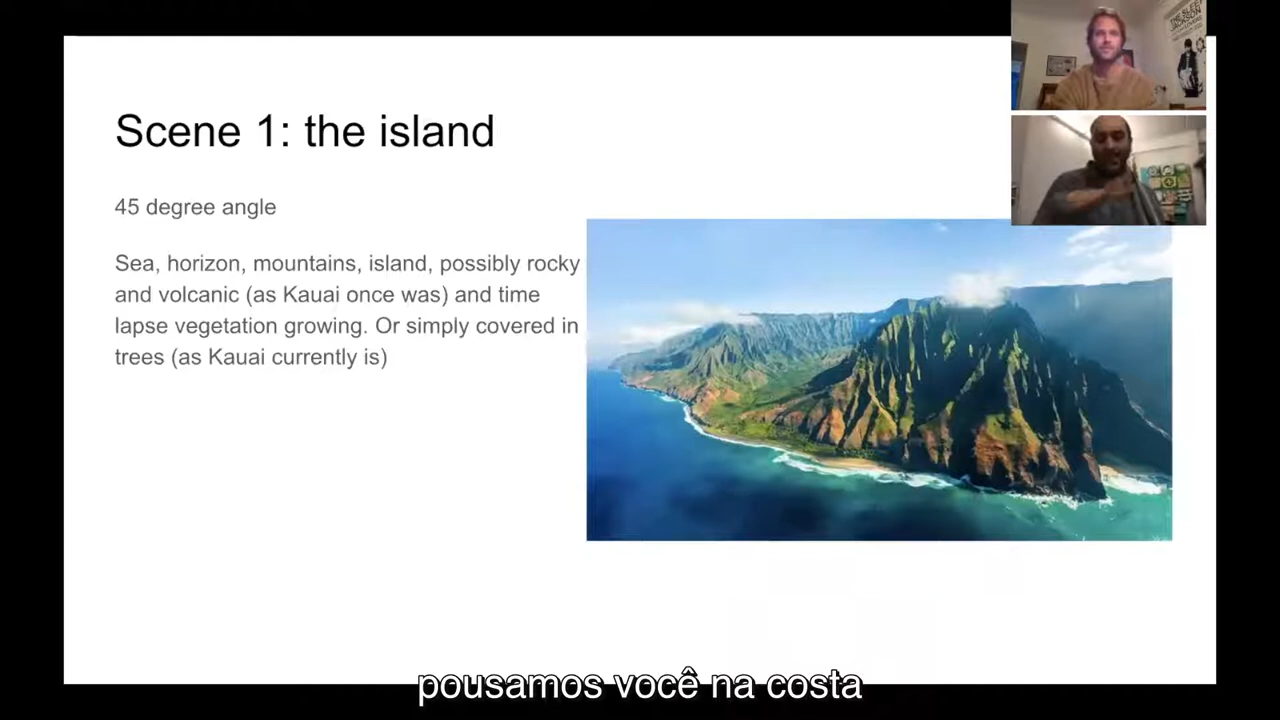 Scene 1: the island
45 degree angle
Sea, horizon, mountains, island, possibly rocky
and volcanic (as Kauai once was) and time
lapse vegetation growing. Or simply covered in
trees (as Kauai currently is)
pousamos você na costa